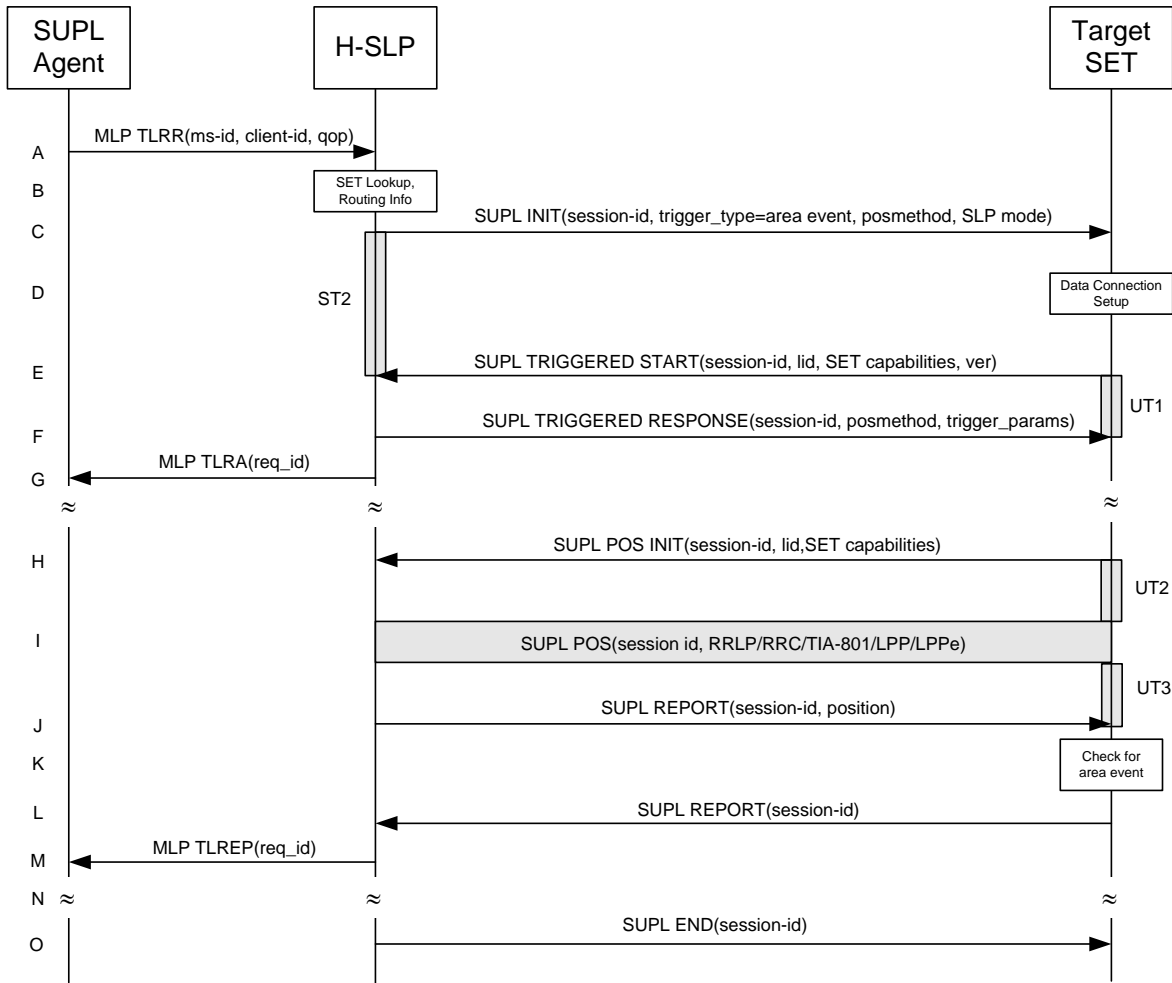 SUPL
Agent
H-SLP
Target
SET
A
MLP TLRR(ms-id, client-id, qop)
B
SET Lookup,
Routing Info
C
SUPL INIT(session-id, trigger_type=area event, posmethod, SLP mode)
D
ST2
Data Connection
Setup
E
SUPL TRIGGERED START(session-id, lid, SET capabilities, ver)
UT1
F
SUPL TRIGGERED RESPONSE(session-id, posmethod, trigger_params)
G
MLP TLRA(req_id)
≈ ≈ ≈
H
SUPL POS INIT(session-id, lid,SET capabilities)
UT2
I
SUPL POS(session id, RRLP/RRC/TIA-801/LPP/LPPe)
UT3
J
SUPL REPORT(session-id, position)
K
Check for
area event
L
SUPL REPORT(session-id)
M
MLP TLREP(req_id)
N ≈ ≈ ≈
O
SUPL END(session-id)